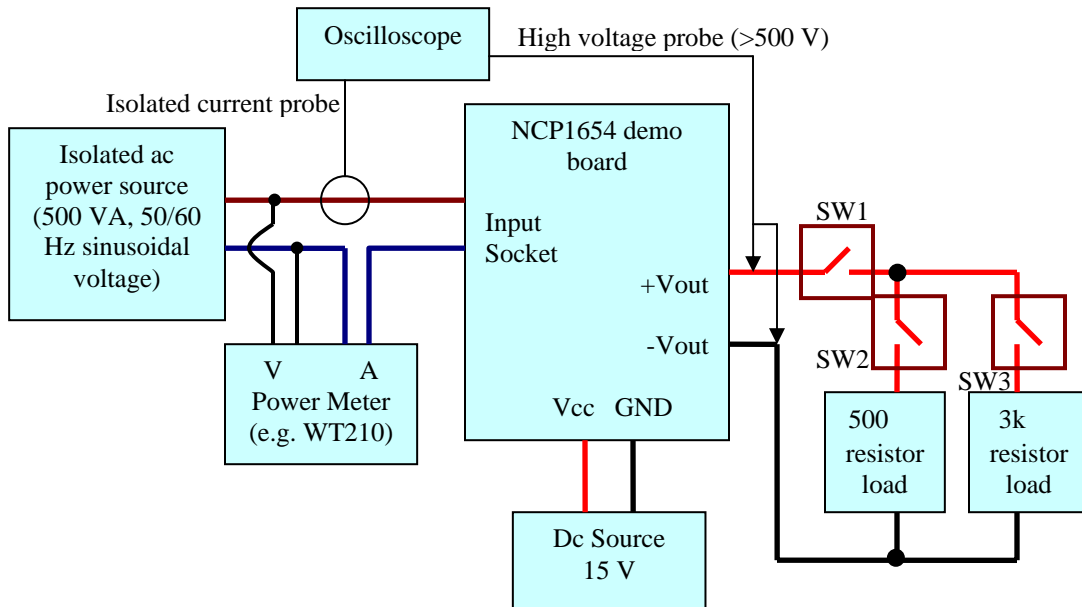 Oscilloscope
High voltage probe (>500 V)
Isolated current probe
Isolated ac
power source
(500 VA, 50/60
Hz sinusoidal
voltage)
NCP1654 demo
board
Input
Socket
+Vout
-Vout
Vcc GND
SW1
SW2
SW3
V A
Power Meter
(e.g. WT210)
500
resistor
load
3k
resistor
load
Dc Source
15 V